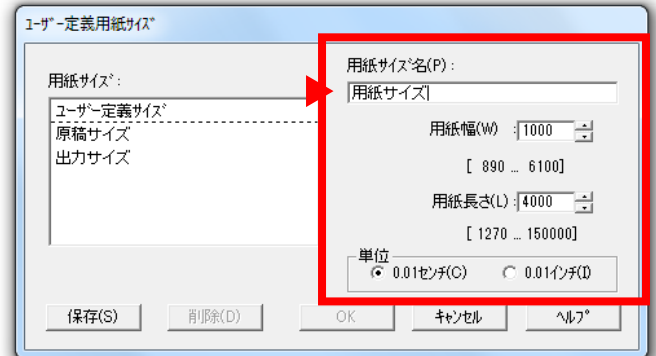 ﾕｰｻﾞｰ定義用紙ｻｲｽﾞ
用紙ｻｲｽﾞ:
ﾕｰｻﾞｰ定義ｻｲｽﾞ
原稿サイズ
出力サイズ
用紙ｻｲｽﾞ名(P):
用紙サイズ
用紙幅(W) :1000
[ 890 ... 6100]
用紙長さ(L):4000
[ 1270 ... 150000]
単位
0.01ｾﾝﾁ(C) 0.01ｲﾝﾁ(I)
保存(S) 削除(D) OK ｷｬﾝｾﾙ ﾍﾙﾌﾟ